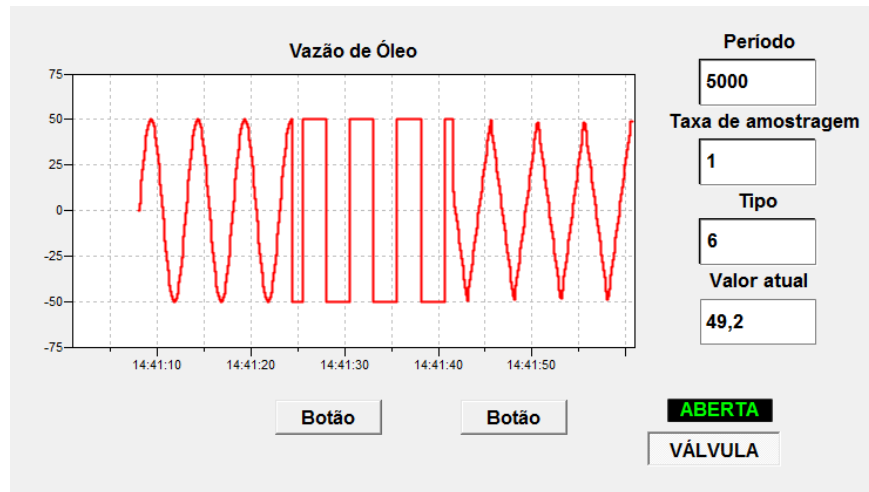 Vazão de Óleo
75
50
25
0
-25
-50
-75
14:41:10 14:41:20 14:41:30 14:41:40 14:41:50
Botão Botão
Período
5000
Taxa de amostragem
1
Tipo
6
Valor atual
49,2
ABERTA
VÁLVULA